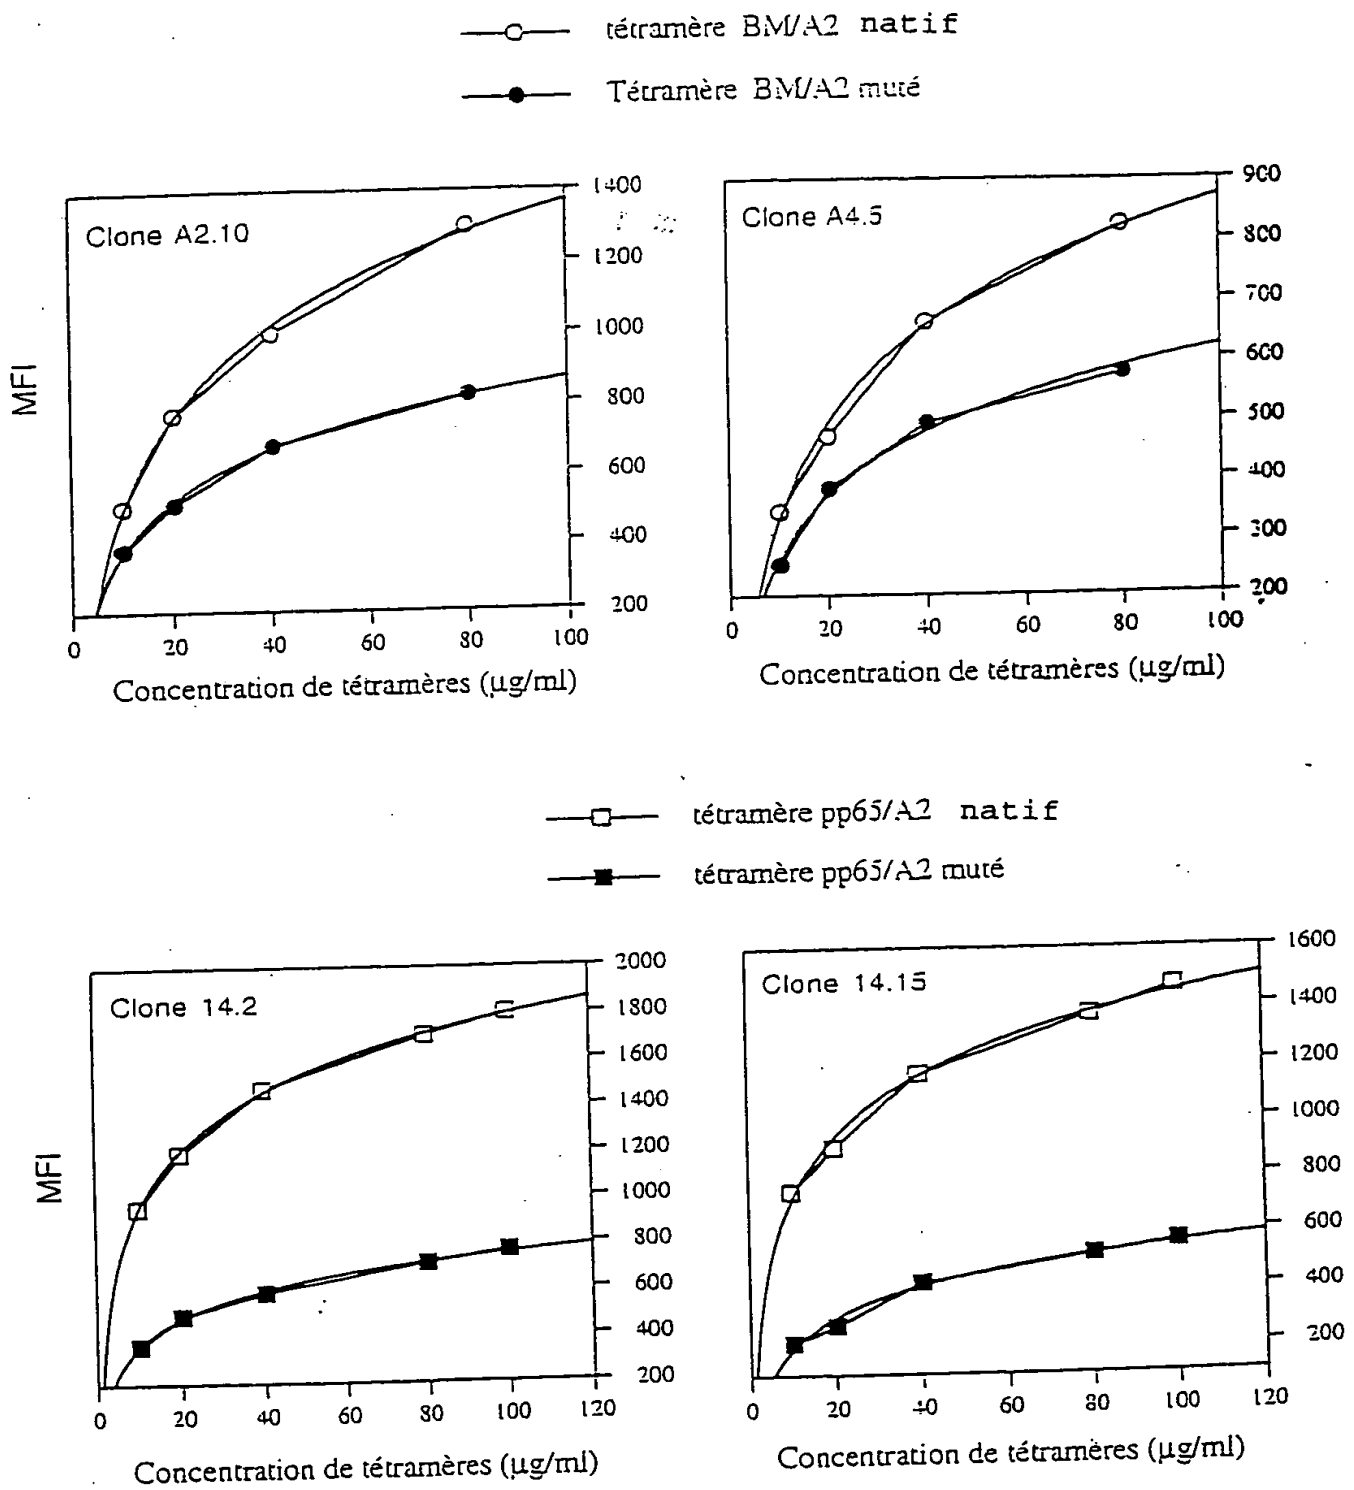 tétramère BM/A2 natif
Tétramère BM/A2 muté
Clone A2.10
MFI
1400
1200
1000
800
600
400
200
0 20 40 60 80 100
Concentration de tétramères (µg/ml)
Clone A4.5
900
800
700
600
500
400
300
200
0 20 40 60 80 100
Concentration de tétramères (µg/ml)
tétramère pp65/A2 natif
tétramère pp65/A2 muté
Clone 14.2
MFI
2000
1800
1600
1400
1200
1000
800
600
400
200
0 20 40 60 80 100 120
Concentration de tétramères (µg/ml)
Clone 14.15
1600
1400
1200
1000
800
600
400
200
0 20 40 60 80 100 120
Concentration de tétramères (µg/ml)